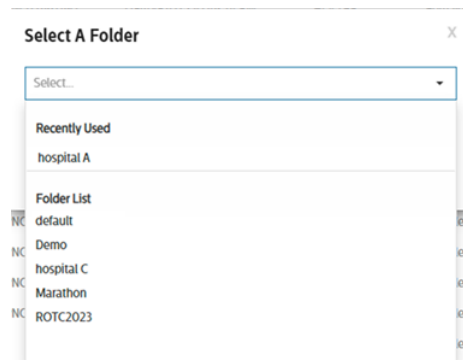 Select A Folder
X
Select...
Recently Used
hospital A
Folder List
default
Demo
hospital C
Marathon
ROTC2023